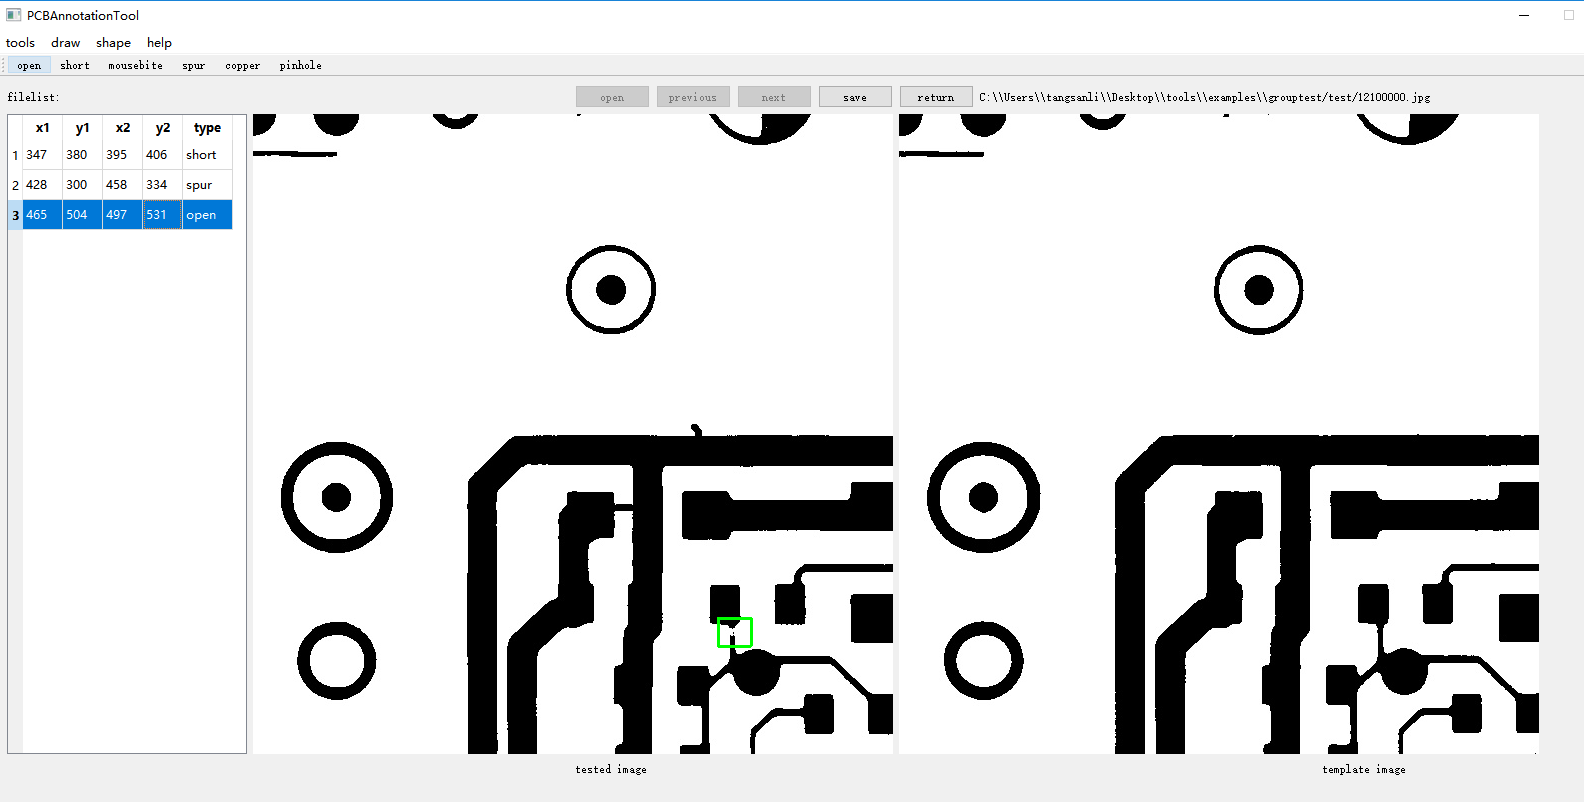 PCBAnnotationTool
tools draw shape help
open short mousebite spur copper pinhole
filelist: open previous next save return C:\\Users\\tangsanli\\Desktop\\tools\\examples\\grouptest/test/12100000.jpg
x1 y1 x2 y2 type
1 347 380 395 406 short
2 428 300 458 334 spur
3 465 504 497 531 open
tested image template image